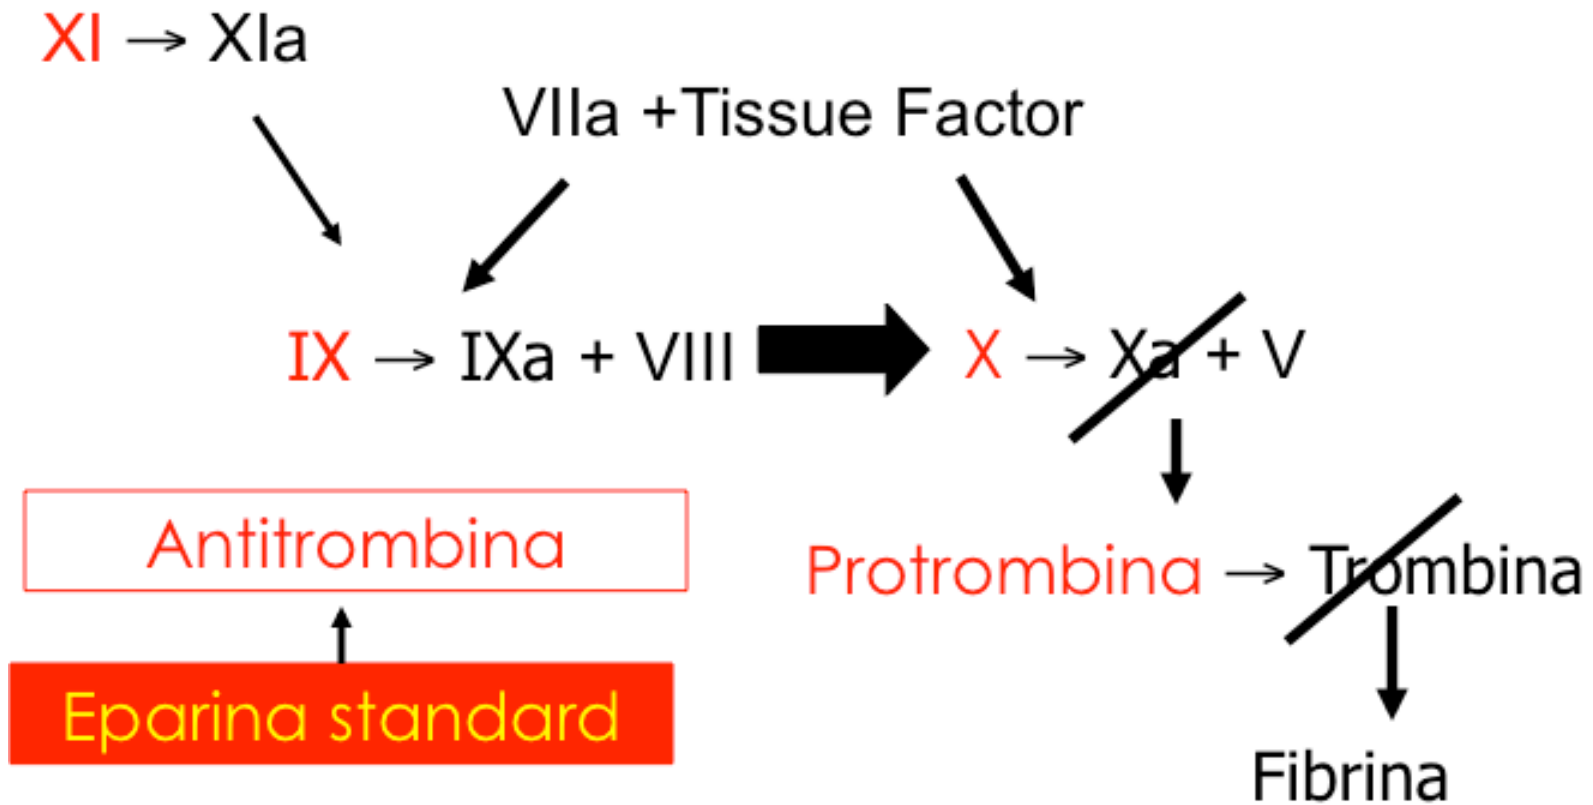 XI → XIa
VIIa +Tissue Factor
IX → IXa + VIII
X → Xa + V
Antitrombina
Protrombina → Trombina
Eparina standard
Fibrina